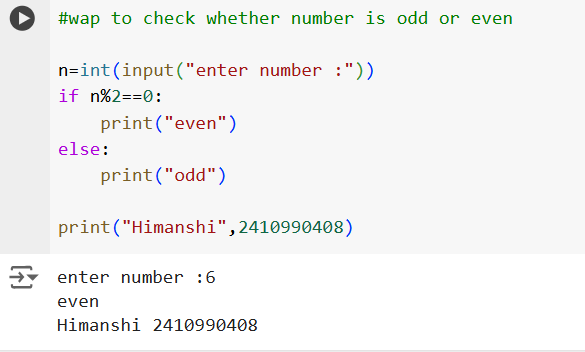 #wap to check whether number is odd or even
n=int(input("enter number :"))
if n%2==0:
    print("even")
else:
    print("odd")
print("Himanshi",2410990408)
enter number :6
even
Himanshi 2410990408